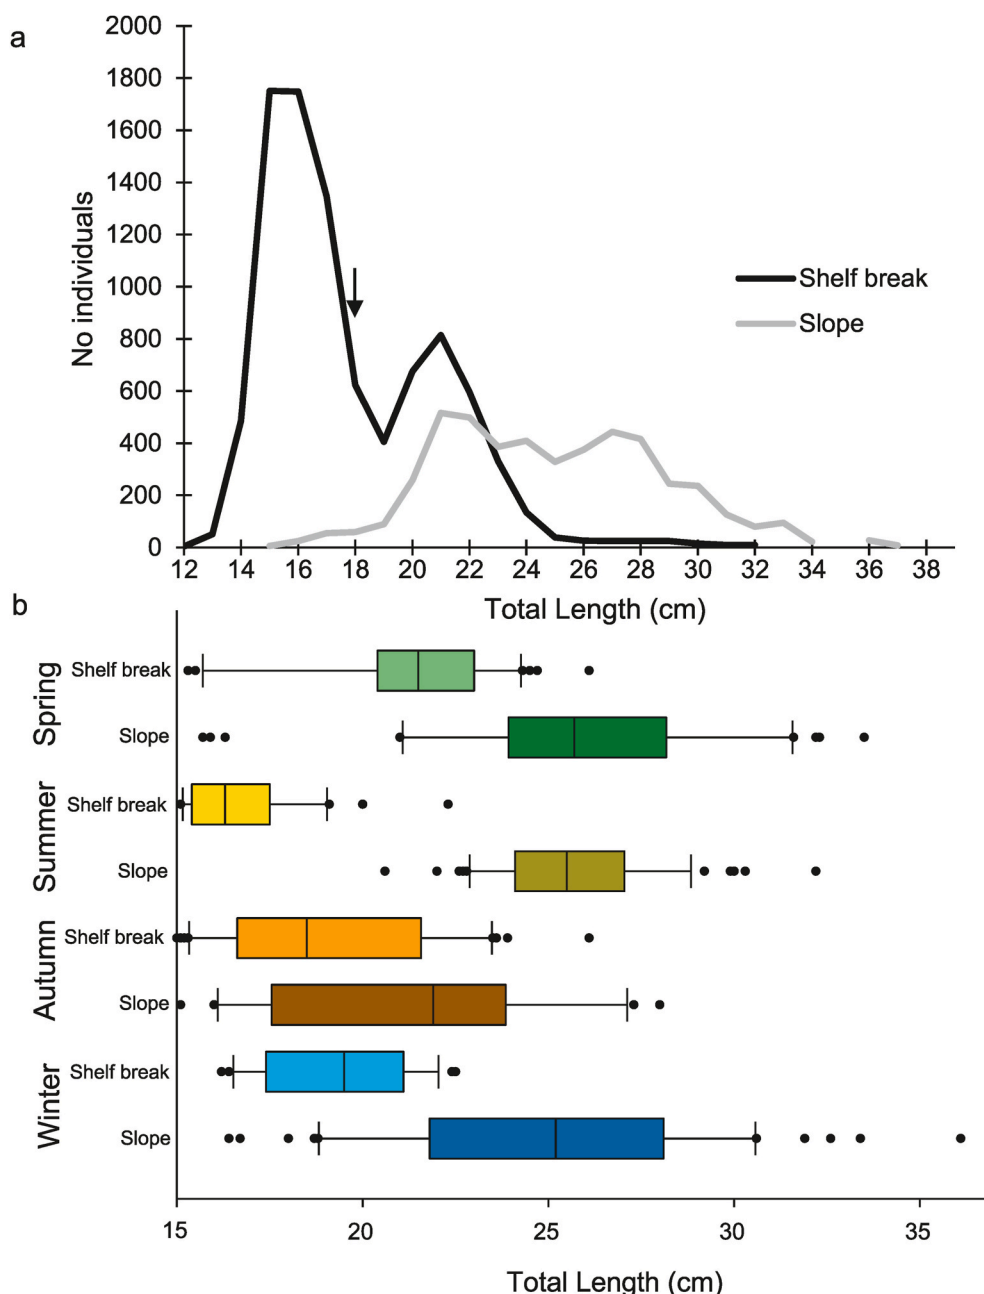 a
2000
1800
1600
1400
1200
1000
800
600
400
200
0
No individuals
Shelf break
Slope
12 14 16 18 20 22 24 26 28 30 32 34 36 38
Total Length (cm)
b
Spring
Shelf break
Slope
Summer
Shelf break
Slope
Autumn
Shelf break
Slope
Winter
Shelf break
Slope
15 20 25 30 35
Total Length (cm)